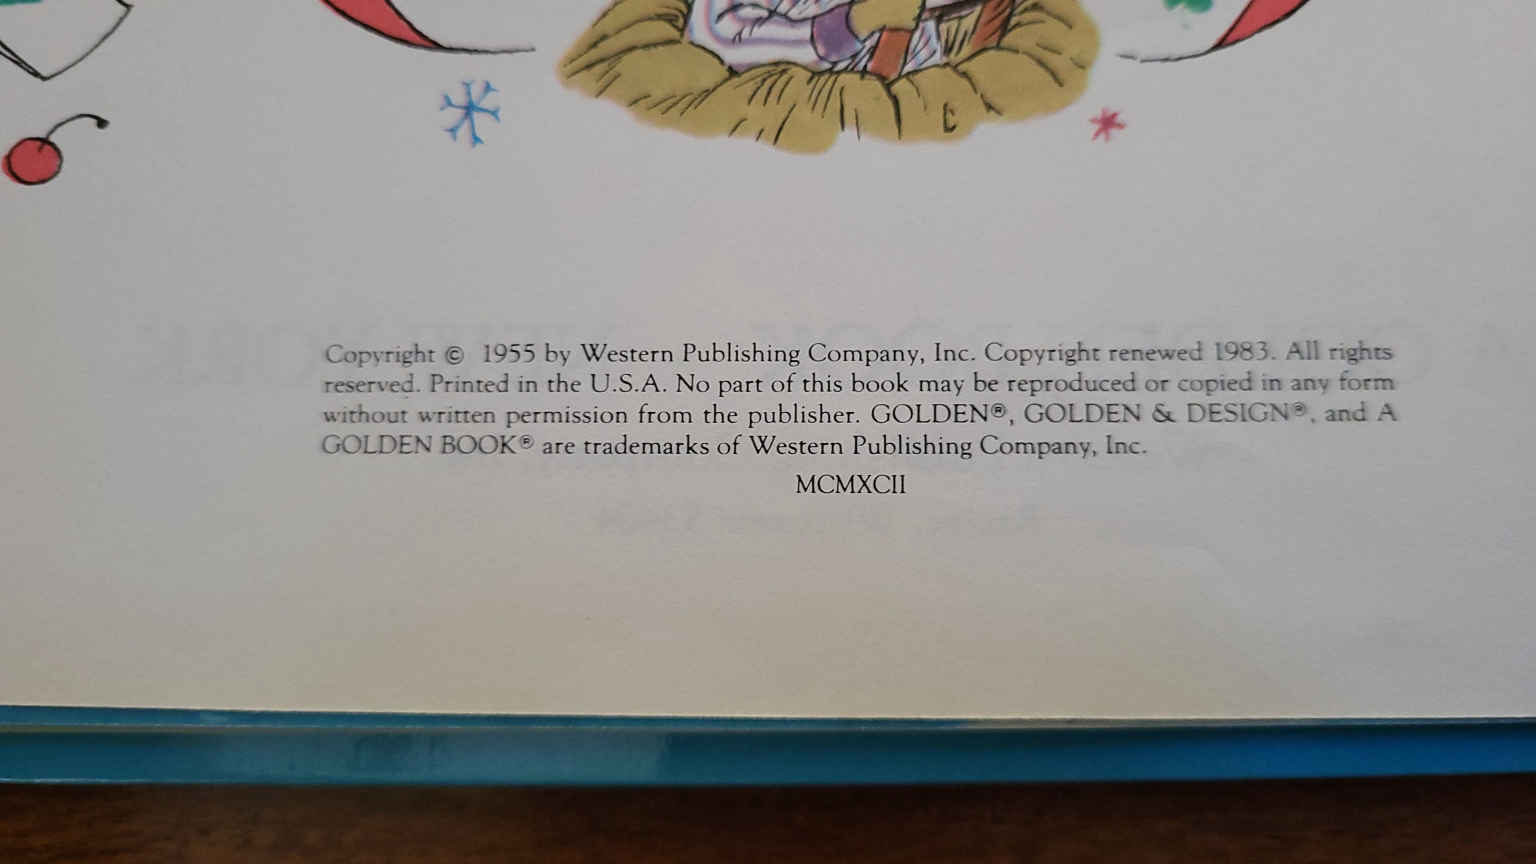 Copyright © 1955 by Western Publishing Company, Inc. Copyright renewed 1983. All rights
reserved. Printed in the U.S.A. No part of this book may be reproduced or copied in any form
without written permission from the publisher. GOLDEN®, GOLDEN & DESIGN®, and A
GOLDEN BOOK® are trademarks of Western Publishing Company, Inc.
MCMXCII